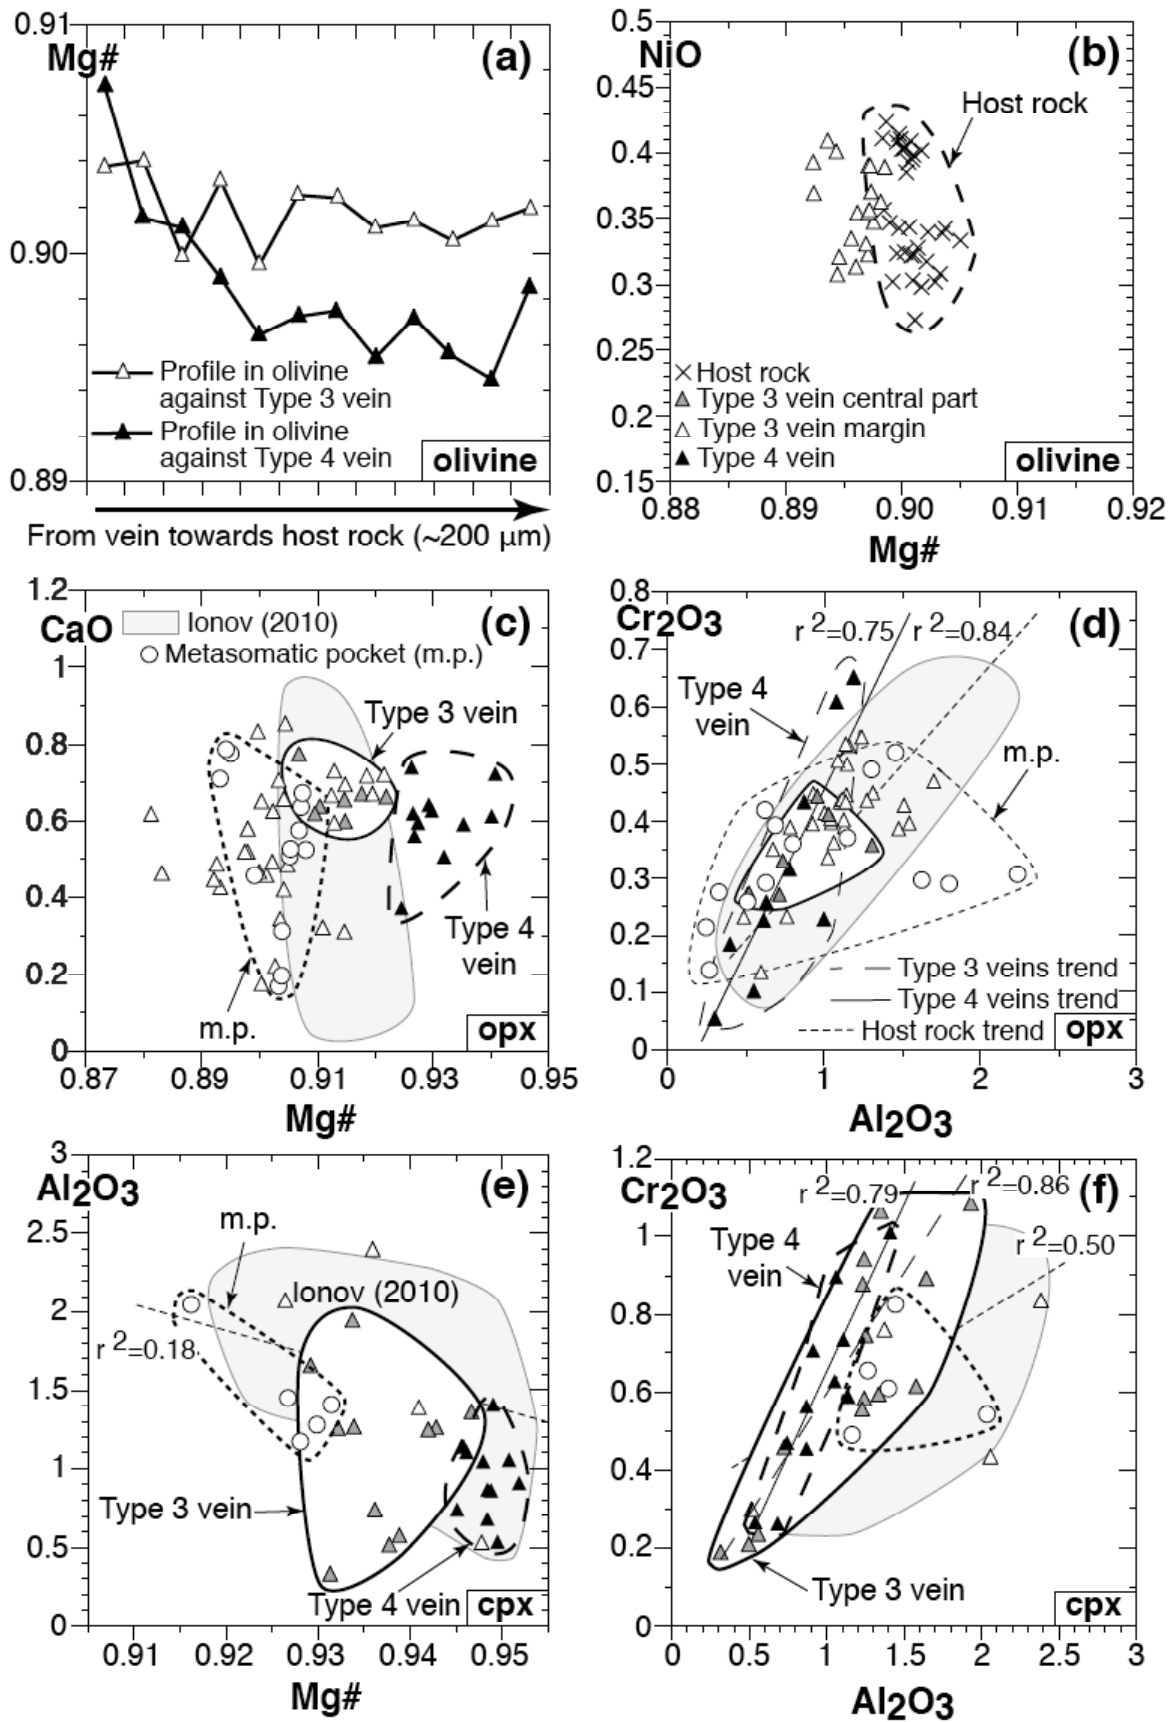 0.91
Mg#
(a)
0.90
Profile in olivine
against Type 3 vein
Profile in olivine
against Type 4 vein
olivine
0.89
From vein towards host rock (~200 µm)
0.5
NiO
(b)
0.45
Host rock
0.4
0.35
0.3
0.25
Host rock
Type 3 vein central part
0.2
Type 3 vein margin
Type 4 vein
olivine
0.15
0.88 0.89 0.90 0.91 0.92
Mg#
1.2
CaO
Ionov (2010)
(c)
Metasomatic pocket (m.p.)
1
Type 3 vein
0.8
0.6
0.4
Type 4
vein
0.2
m.p.
opx
0
0.87 0.89 0.91 0.93 0.95
Mg#
0.8
Cr2O3
r 2=0.75
r 2=0.84
(d)
0.7
Type 4
vein
0.6
m.p.
0.5
0.4
0.3
0.2
Type 3 veins trend
0.1
Type 4 veins trend
Host rock trend
opx
0
0 1 2 3
Al2O3
3
Al2O3
(e)
m.p.
2.5
Ionov (2010)
2
r 2=0.18
1.5
1
Type 3 vein
0.5
Type 4 vein
cpx
0
0.91 0.92 0.93 0.94 0.95
Mg#
1.2
Cr2O3
r 2=0.79
r 2=0.86
(f)
1
Type 4
vein
r 2=0.50
0.8
0.6
0.4
0.2
Type 3 vein
cpx
0
0 0.5 1 1.5 2 2.5 3
Al2O3